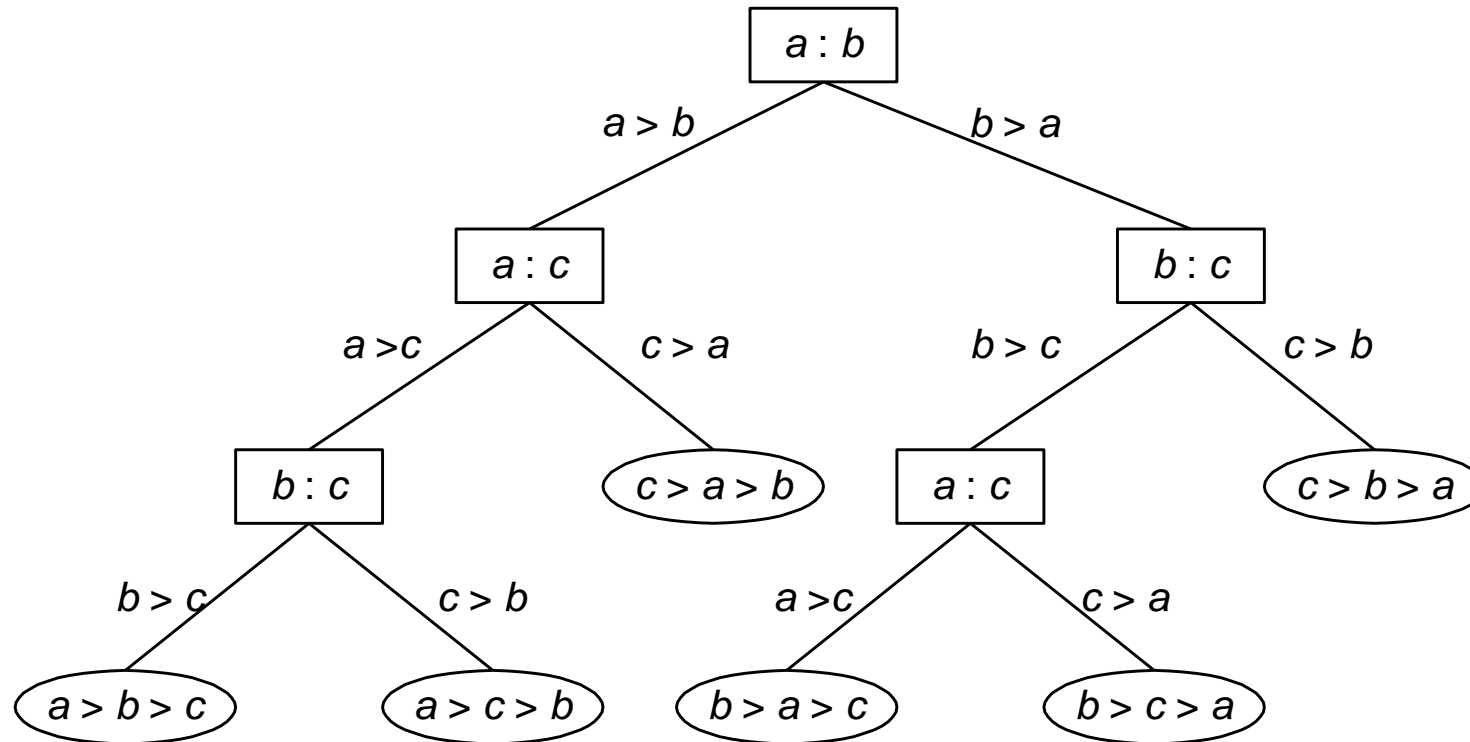 a : b
a > b b > a
a : c b : c
a >c c > a b > c c > b
b : c c > a > b a : c c > b > a
b > c c > b a >c c > a
a > b > c a > c > b b > a > c b > c > a